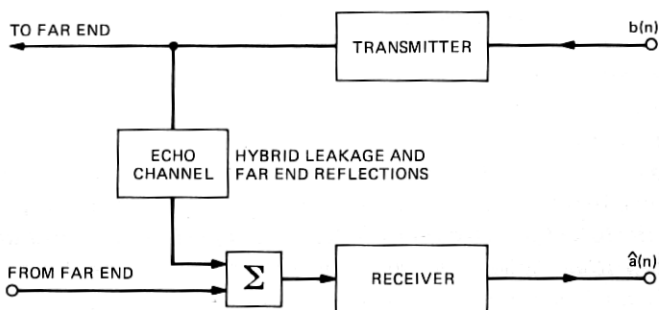 TO FAR END
TRANSMITTER
b(n)
ECHO
CHANNEL
HYBRID LEAKAGE AND
FAR END REFLECTIONS
FROM FAR END
Σ
RECEIVER
â(n)